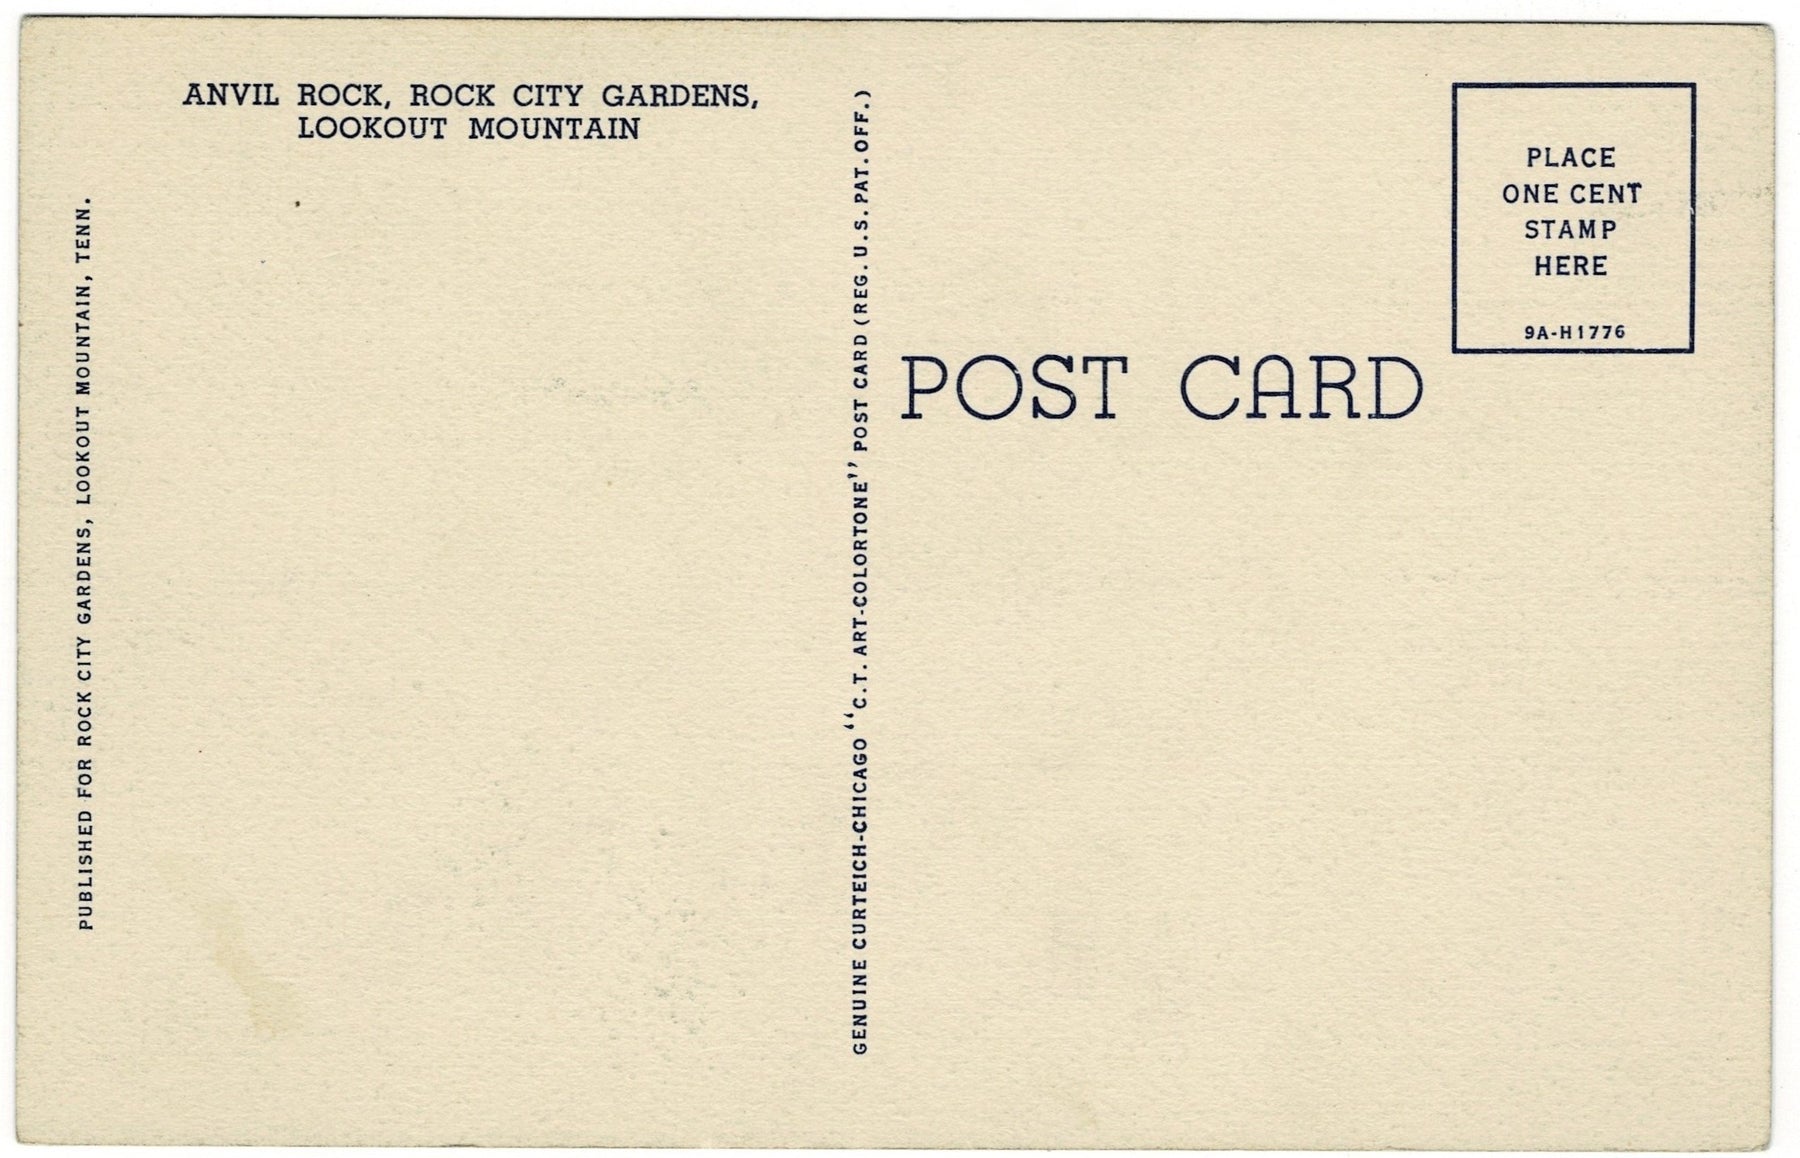 ANVIL ROCK, ROCK CITY GARDENS,
LOOKOUT MOUNTAIN
PUBLISHED FOR ROCK CITY GARDENS, LOOKOUT MOUNTAIN, TENN.
GENUINE CURTEICH-CHICAGO "C.T. ART-COLORTONE" POST CARD (REG. U.S. PAT. OFF.)
POST CARD
PLACE
ONE CENT
STAMP
HERE
9A-H1776